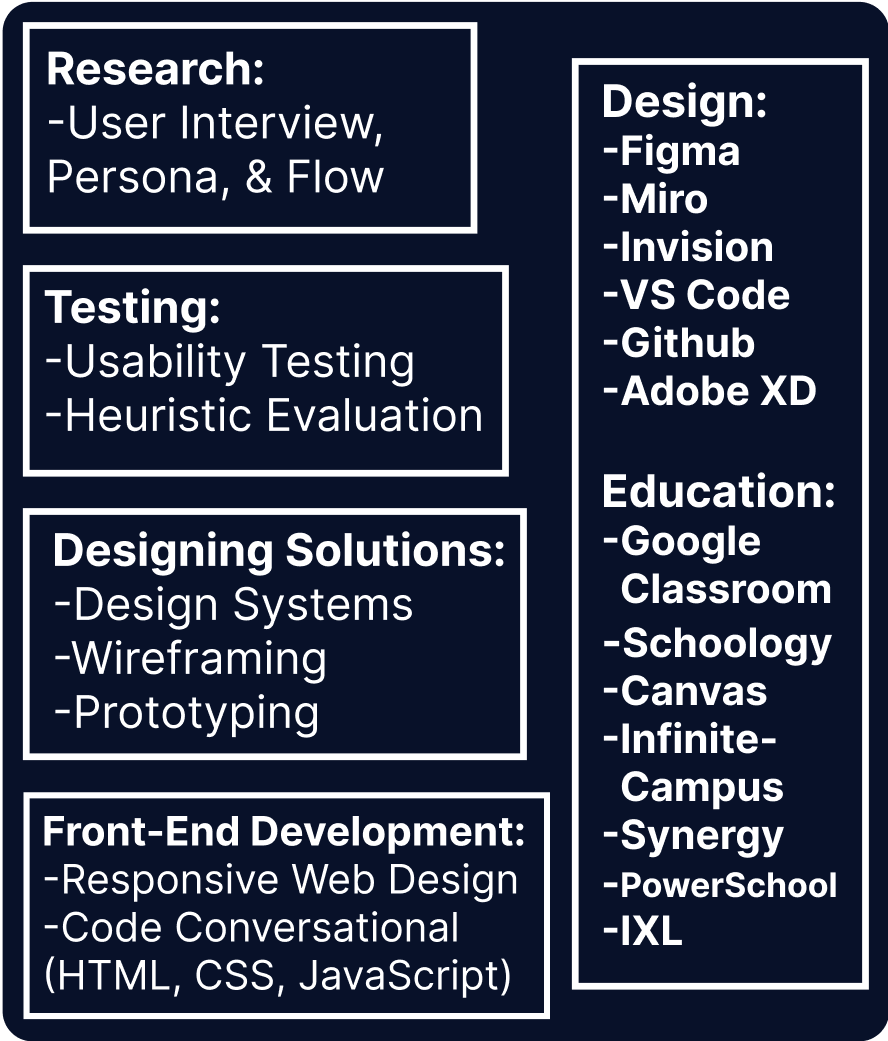 Research:
-User Interview,
Persona, & Flow
Testing:
-Usability Testing
-Heuristic Evaluation
Designing Solutions:
-Design Systems
-Wireframing
-Prototyping
Front-End Development:
-Responsive Web Design
-Code Conversational
(HTML, CSS, JavaScript)
Design:
-Figma
-Miro
-Invision
-VS Code
-Github
-Adobe XD
Education:
-Google
Classroom
-Schoology
-Canvas
-Infinite-
Campus
-Synergy
-PowerSchool
-IXL